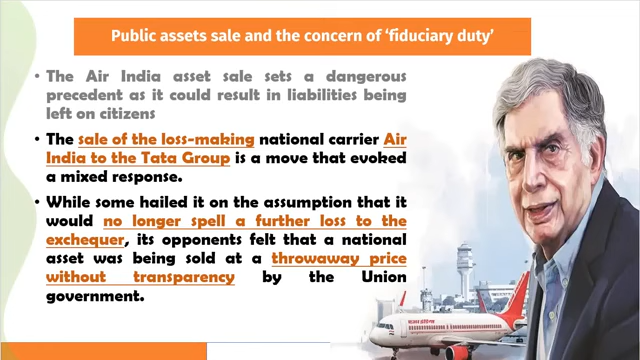 Public assets sale and the concern of ‘fiduciary duty’
• The Air India asset sale sets a dangerous
precedent as it could result in liabilities being
left on citizens
• The sale of the loss-making national carrier Air
India to the Tata Group is a move that evoked
a mixed response.
• While some hailed it on the assumption that it
would no longer spell a further loss to the
exchequer, its opponents felt that a national
asset was being sold at a throwaway price
without transparency by the Union
government.